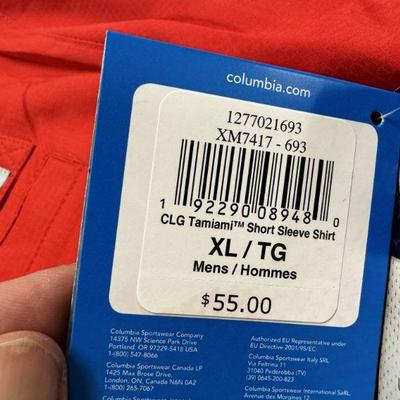 columbia.com
1277021693
XM7417 - 693
1 92290 08948 0
CLG Tamiami™ Short Sleeve Shirt
XL / TG
Mens / Hommes
$55.00
Columbia Sportswear Company
14375 NW Science Park Drive
Portland, OR 97229-5418 USA
1-(800) 547-8066
Columbia Sportswear Canada LP
1425 Max Brose Drive,
London, ON, Canada N6N 0A2
1-(800) 265-7067
Authorized EU Representative under
EU Directive 2001/95/EC:
Columbia Sportswear Italy SRL
Via Feltrina 11
31040 Pederobba (TV)
(39) 0645-200-823
Columbia Sportswear International SàRL